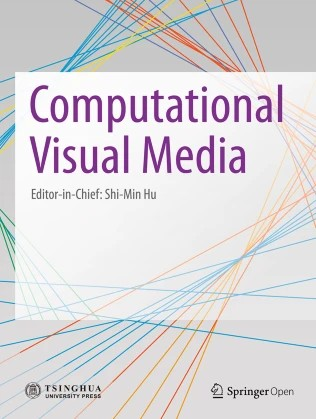 Computational
Visual Media
Editor-in-Chief: Shi-Min Hu
TSINGHUA
UNIVERSITY PRESS
Springer Open